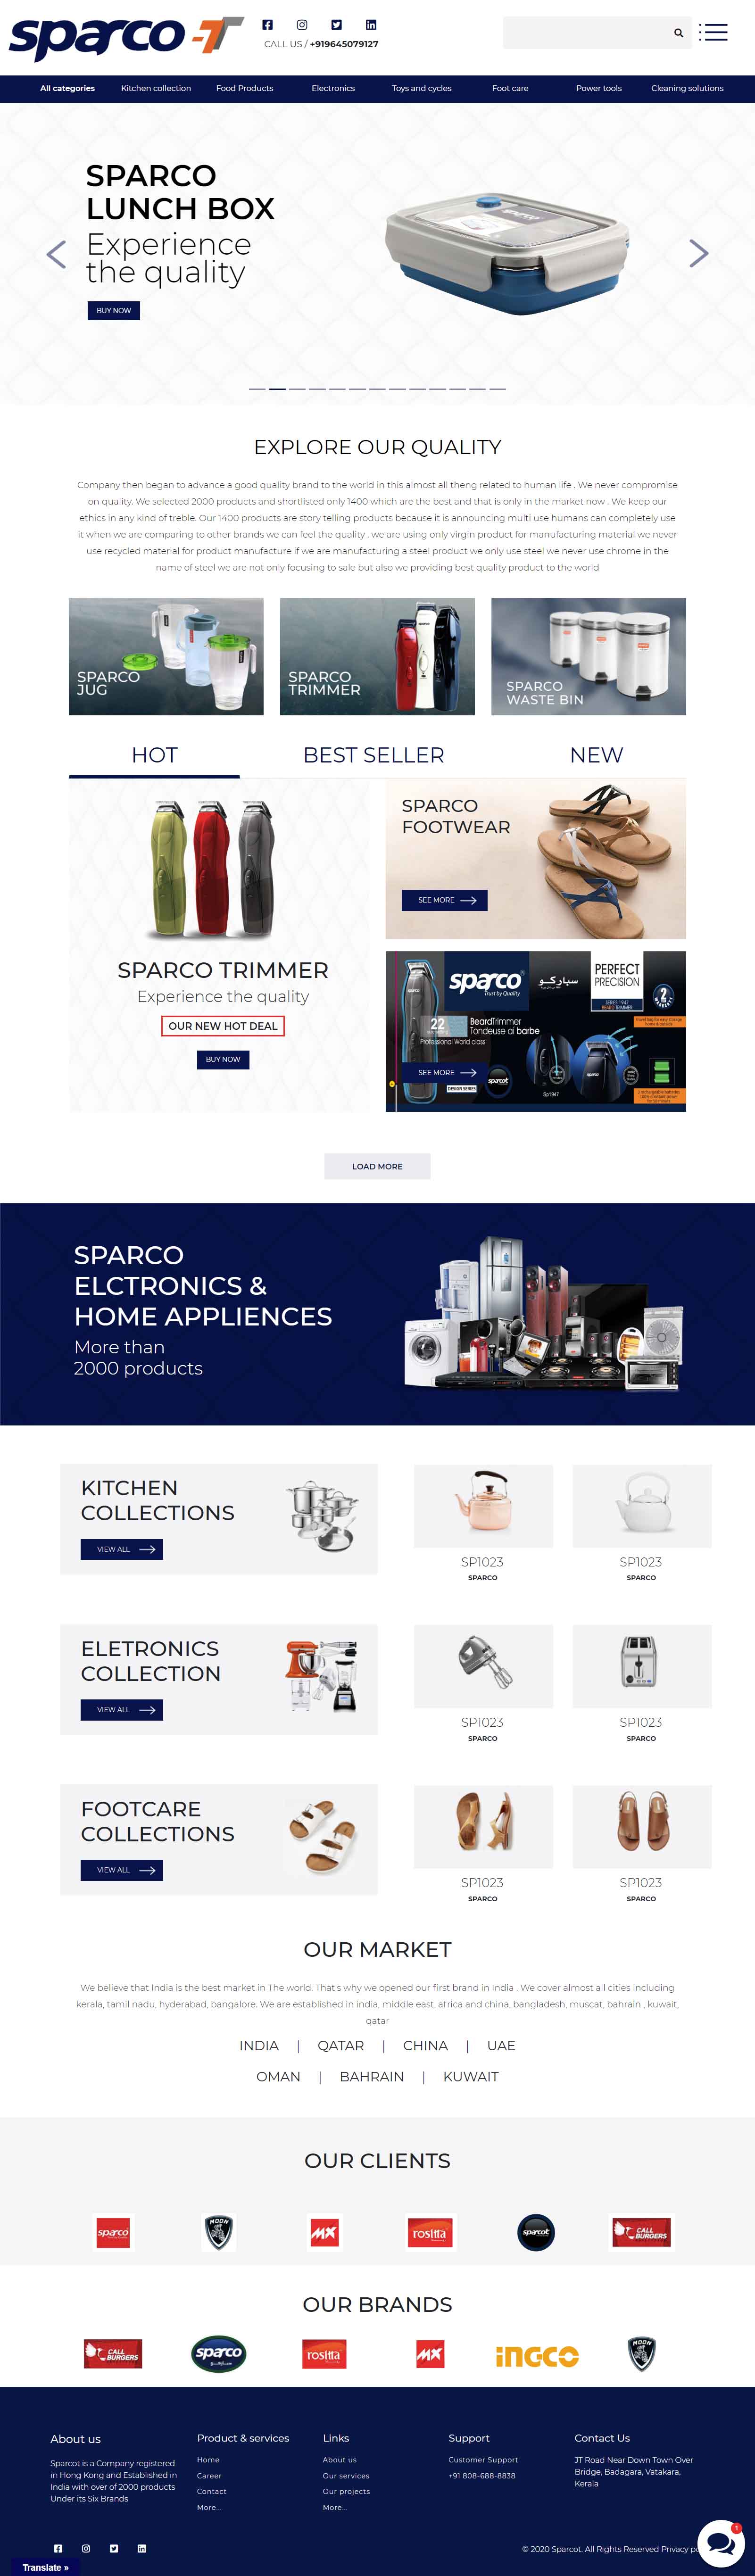 sparco-T
CALL US / +919645079127
All categories
Kitchen collection
Food Products
Electronics
Toys and cycles
Foot care
Power tools
Cleaning solutions
SPARCO
LUNCH BOX
Experience
the quality
BUY NOW
EXPLORE OUR QUALITY
Company then began to advance a good quality brand to the world in this almost all theng related to human life . We never compromise
on quality. We selected 2000 products and shortlisted only 1400 which are the best and that is only in the market now . We keep our
ethics in any kind of treble. Our 1400 products are story telling products because it is announcing multi use humans can completely use
it when we are comparing to other brands we can feel the quality . we are using only virgin product for manufacturing material we never
use recycled material for product manufacture if we are manufacturing a steel product we only use steel we never use chrome in the
name of steel we are not only focusing to sale but also we providing best quality product to the world
SPARCO
JUG
SPARCO
TRIMMER
SPARCO
WASTE BIN
HOT
BEST SELLER
NEW
SPARCO TRIMMER
Experience the quality
OUR NEW HOT DEAL
BUY NOW
SPARCO
FOOTWEAR
SEE MORE
sparco
Trust by Quality
سباركو
PERFECT
PRECISION
SERIES 1947
BEARD TRIMMER
22
BeardTrimmer
Tondeuse ai barbe
Professional World class
SEE MORE
DESIGN SERIES
sparcot
Sp1947
LOAD MORE
SPARCO
ELCTRONICS &
HOME APPLIENCES
More than
2000 products
KITCHEN
COLLECTIONS
VIEW ALL
SP1023
SPARCO
SP1023
SPARCO
ELETRONICS
COLLECTION
VIEW ALL
SP1023
SPARCO
SP1023
SPARCO
FOOTCARE
COLLECTIONS
VIEW ALL
SP1023
SPARCO
SP1023
SPARCO
OUR MARKET
We believe that India is the best market in The world. That's why we opened our first brand in India . We cover almost all cities including
kerala, tamil nadu, hyderabad, bangalore. We are established in india, middle east, africa and china, bangladesh, muscat, bahrain , kuwait,
qatar
INDIA | QATAR | CHINA | UAE
OMAN | BAHRAIN | KUWAIT
OUR CLIENTS
sparco
MOON
MX
rositta
sparcot
CALL
BURGERS
OUR BRANDS
CALL
BURGERS
sparco
rositta
MX
INGCO
MOON
About us
Sparcot is a Company registered
in Hong Kong and Established in
India with over of 2000 products
Under its Six Brands
Product & services
Home
Career
Contact
More...
Links
About us
Our services
Our projects
More...
Support
Customer Support
+91 808-688-8838
Contact Us
JT Road Near Down Town Over
Bridge, Badagara, Vatakara,
Kerala
© 2020 Sparcot. All Rights Reserved Privacy po
1
Translate »